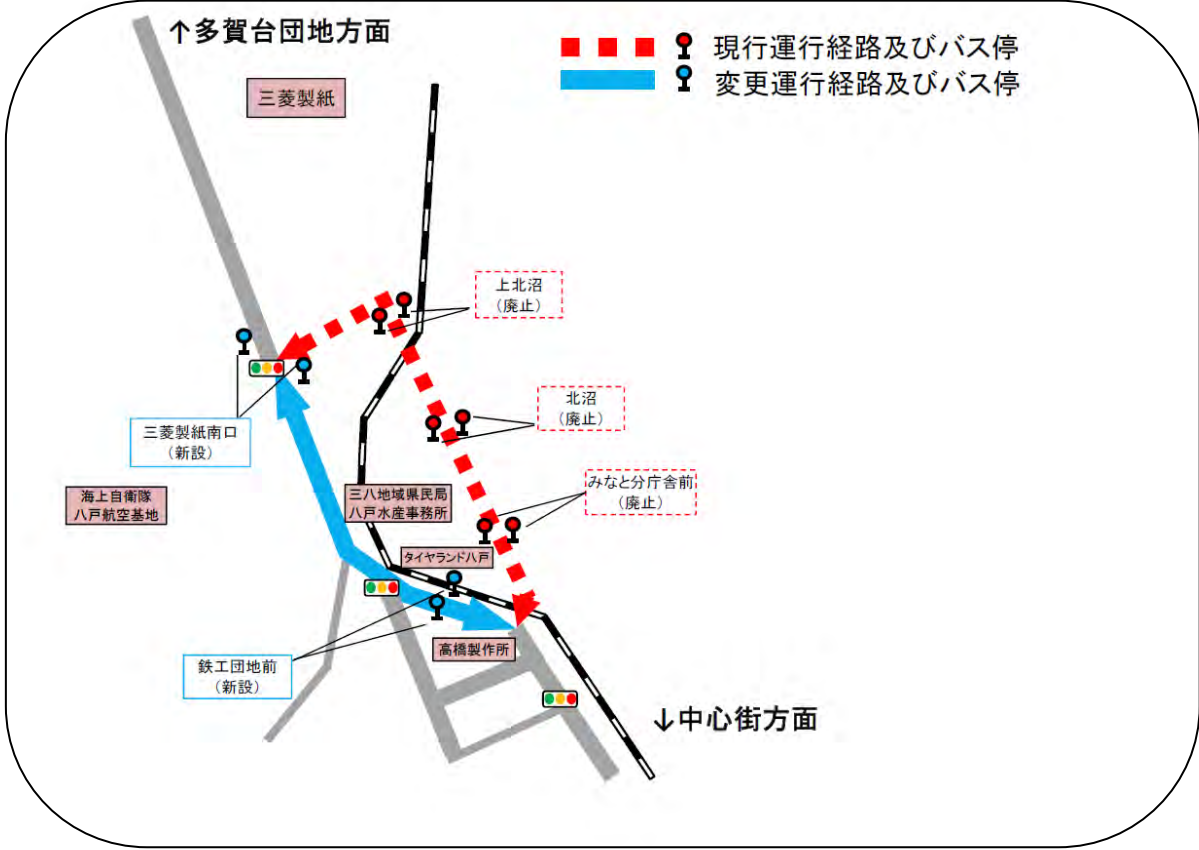 ↑多賀台団地方面
現行運行経路及びバス停
変更運行経路及びバス停
三菱製紙
上北沼
(廃止)
北沼
(廃止)
三菱製紙南口
(新設)
みなと分庁舎前
(廃止)
海上自衛隊
八戸航空基地
三八地域県民局
八戸水産事務所
タイヤランド八戸
高橋製作所
鉄工団地前
(新設)
↓中心街方面